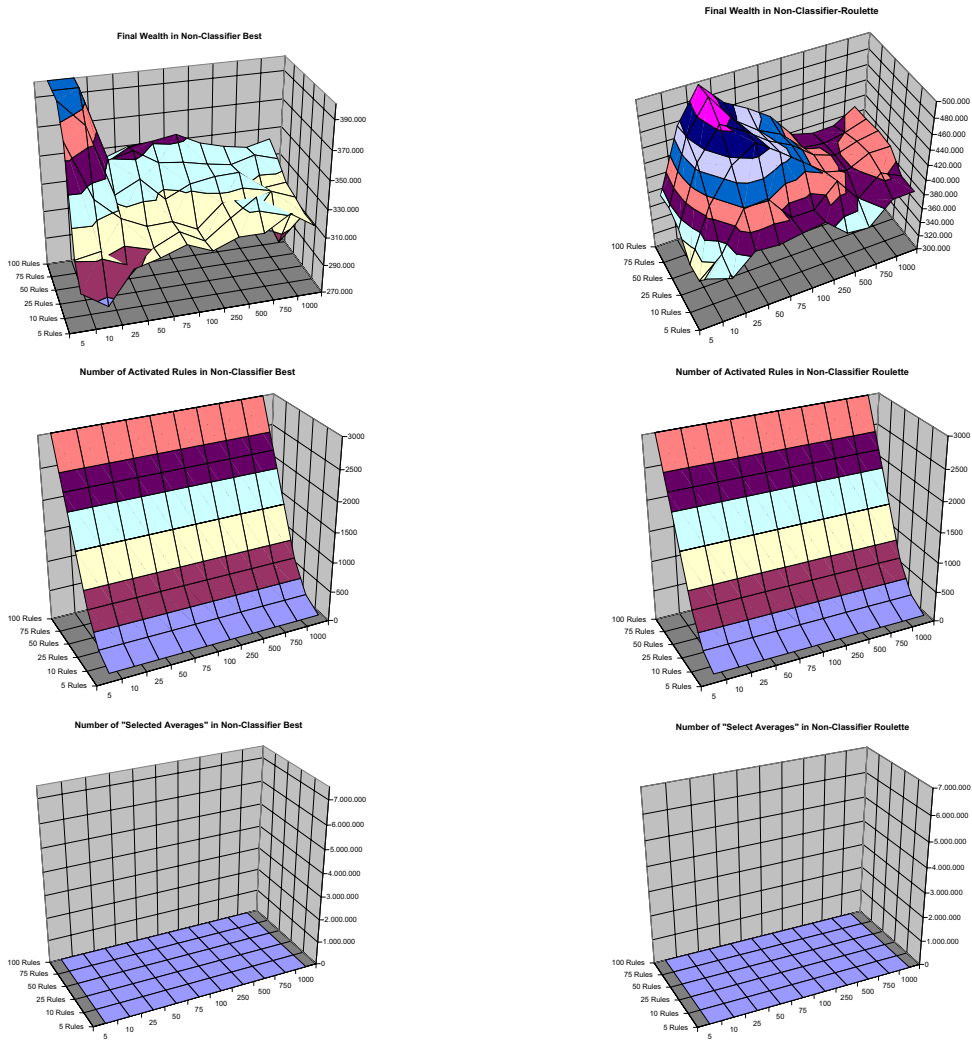 Final Wealth in Non-Classifier Best
390.000
370.000
350.000
330.000
310.000
290.000
270.000
100 Rules
75 Rules
50 Rules
25 Rules
10 Rules
5 Rules
5
10
25
50
75
100
250
500
750
1000
Final Wealth in Non-Classifier-Roulette
500.000
480.000
460.000
440.000
420.000
400.000
380.000
360.000
340.000
320.000
300.000
100 Rules
75 Rules
50 Rules
25 Rules
10 Rules
5 Rules
5
10
25
50
75
100
250
500
750
1000
Number of Activated Rules in Non-Classifier Best
3000
2500
2000
1500
1000
500
0
100 Rules
75 Rules
50 Rules
25 Rules
10 Rules
5 Rules
5
10
25
50
75
100
250
500
750
1000
Number of Activated Rules in Non-Classifier Roulette
3000
2500
2000
1500
1000
500
0
100 Rules
75 Rules
50 Rules
25 Rules
10 Rules
5 Rules
5
10
25
50
75
100
250
500
750
1000
Number of "Selected Averages" in Non-Classifier Best
7.000.000
6.000.000
5.000.000
4.000.000
3.000.000
2.000.000
1.000.000
0
100 Rules
75 Rules
50 Rules
25 Rules
10 Rules
5 Rules
5
10
25
50
75
100
250
500
750
1000
Number of "Select Averages" in Non-Classifier Roulette
7.000.000
6.000.000
5.000.000
4.000.000
3.000.000
2.000.000
1.000.000
0
100 Rules
75 Rules
50 Rules
25 Rules
10 Rules
5 Rules
5
10
25
50
75
100
250
500
750
1000